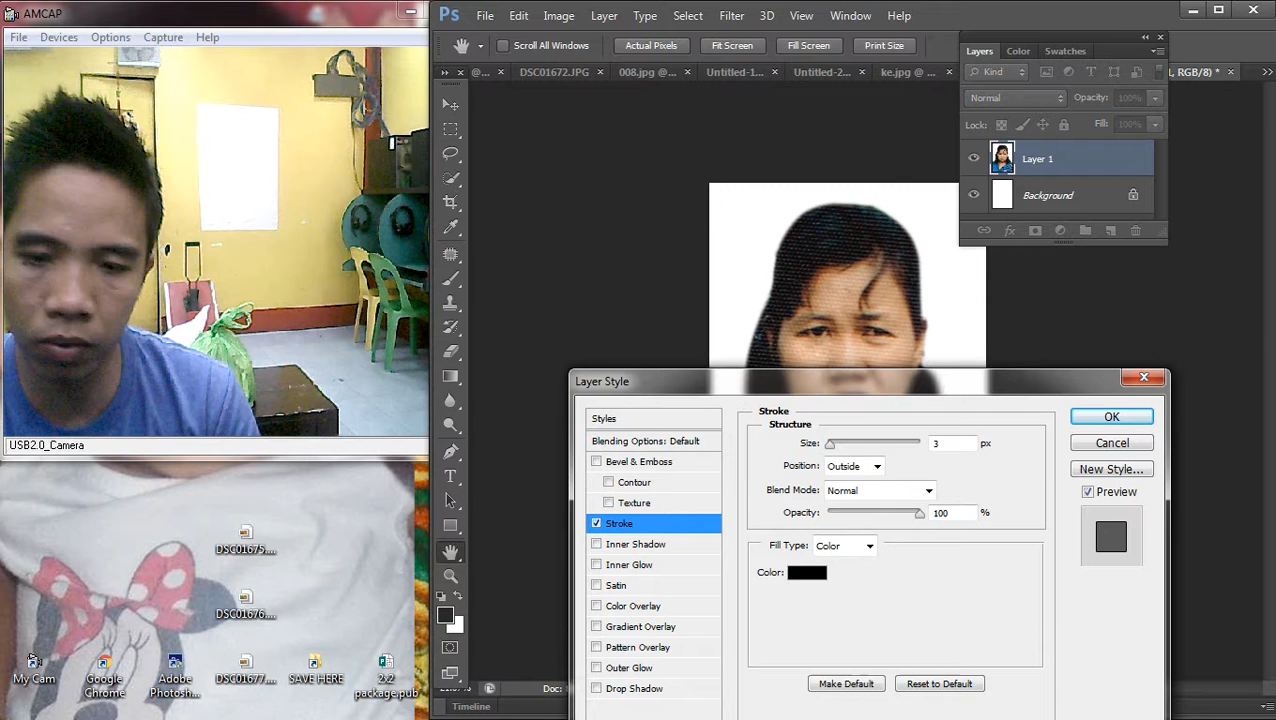 AMCAP
File Devices Options Capture Help
USB2.0_Camera
DSC01675....
DSC01676....
My Cam
Google Chrome
Adobe Photosh...
DSC01677....
SAVE HERE
2x2 package.pub
Ps File Edit Image Layer Type Select Filter 3D View Window Help
Scroll All Windows Actual Pixels Fit Screen Fill Screen Print Size
@... × DSC01672.JPG × 008.jpg @... × Untitled-1... × Untitled-2... × ke.jpg @... × 1, RGB/8) * ×
Layers Color Swatches
Kind
Normal Opacity: 100%
Lock: Fill: 100%
Layer 1
Background
Layer Style
Styles
Blending Options: Default
Bevel & Emboss
Contour
Texture
Stroke
Inner Shadow
Inner Glow
Satin
Color Overlay
Gradient Overlay
Pattern Overlay
Outer Glow
Drop Shadow
Stroke
Structure
Size: 3 px
Position: Outside
Blend Mode: Normal
Opacity: 100 %
Fill Type: Color
Color:
Make Default Reset to Default
OK
Cancel
New Style...
Preview
Doc:
Timeline